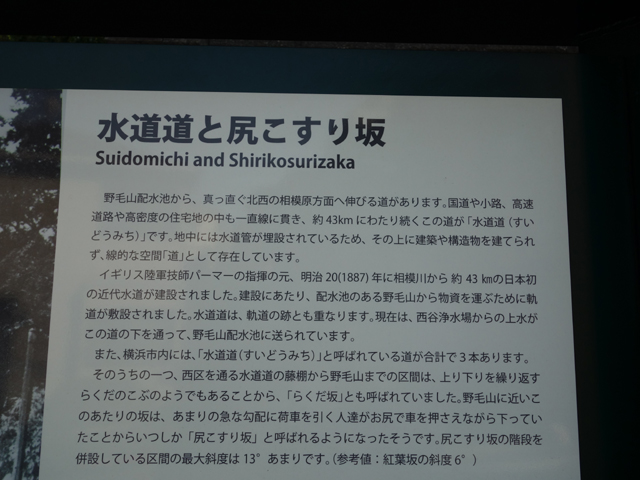 水道道と尻こすり坂
Suidomichi and Shirikosurizaka
野毛山配水池から、真っ直ぐ北西の相模原方面へ伸びる道があります。国道や小路、高速
道路や高密度の住宅地の中も一直線に貫き、約43kmにわたり続くこの道が「水道道(すい
どうみち)」です。地中には水道管が埋設されているため、その上に建築や構造物を建てられ
ず、線的な空間「道」として存在しています。
イギリス陸軍技師パーマーの指揮の元、明治20(1887)年に相模川から約 43 ㎞の日本初
の近代水道が建設されました。建設にあたり、配水池のある野毛山から物資を運ぶために軌
道が敷設されました。水道道は、軌道の跡とも重なります。現在は、西谷浄水場からの上水が
この道の下を通って、野毛山配水池に送られています。
また、横浜市内には、「水道道(すいどうみち)」と呼ばれている道が合計で3本あります。
そのうちの一つ、西区を通る水道道の藤棚から野毛山までの区間は、上り下りを繰り返す
らくだのこぶのようでもあることから、「らくだ坂」とも呼ばれていました。野毛山に近いこ
のあたりの坂は、あまりの急な勾配に荷車を引く人達がお尻で車を押さえながら下ってい
たことからいつしか「尻こすり坂」と呼ばれるようになったそうです。尻こすり坂の階段を
併設している区間の最大斜度は13°あまりです。(参考値:紅葉坂の斜度6°)